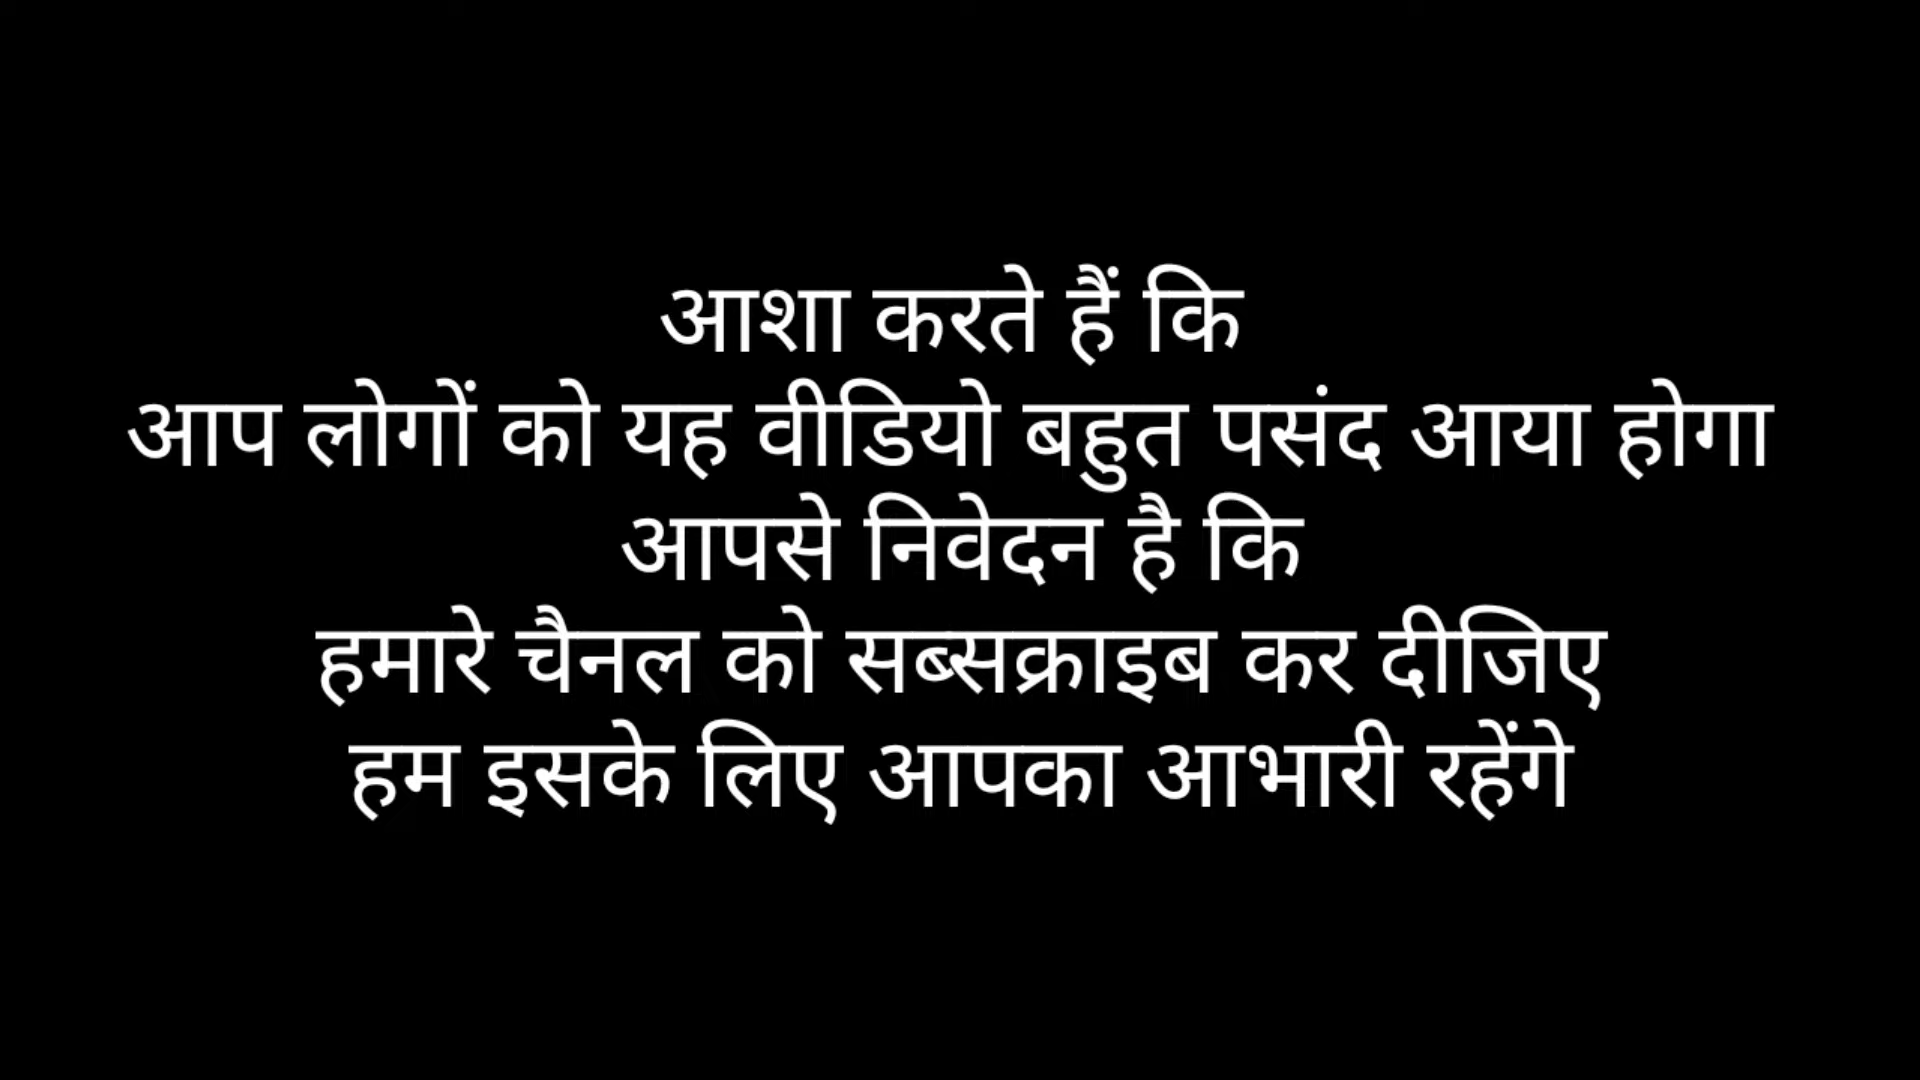 आशा करते हैं कि
आप लोगों को यह वीडियो बहुत पसंद आया होगा
आपसे निवेदन है कि
हमारे चैनल को सब्सक्राइब कर दीजिए
हम इसके लिए आपका आभारी रहेंगे